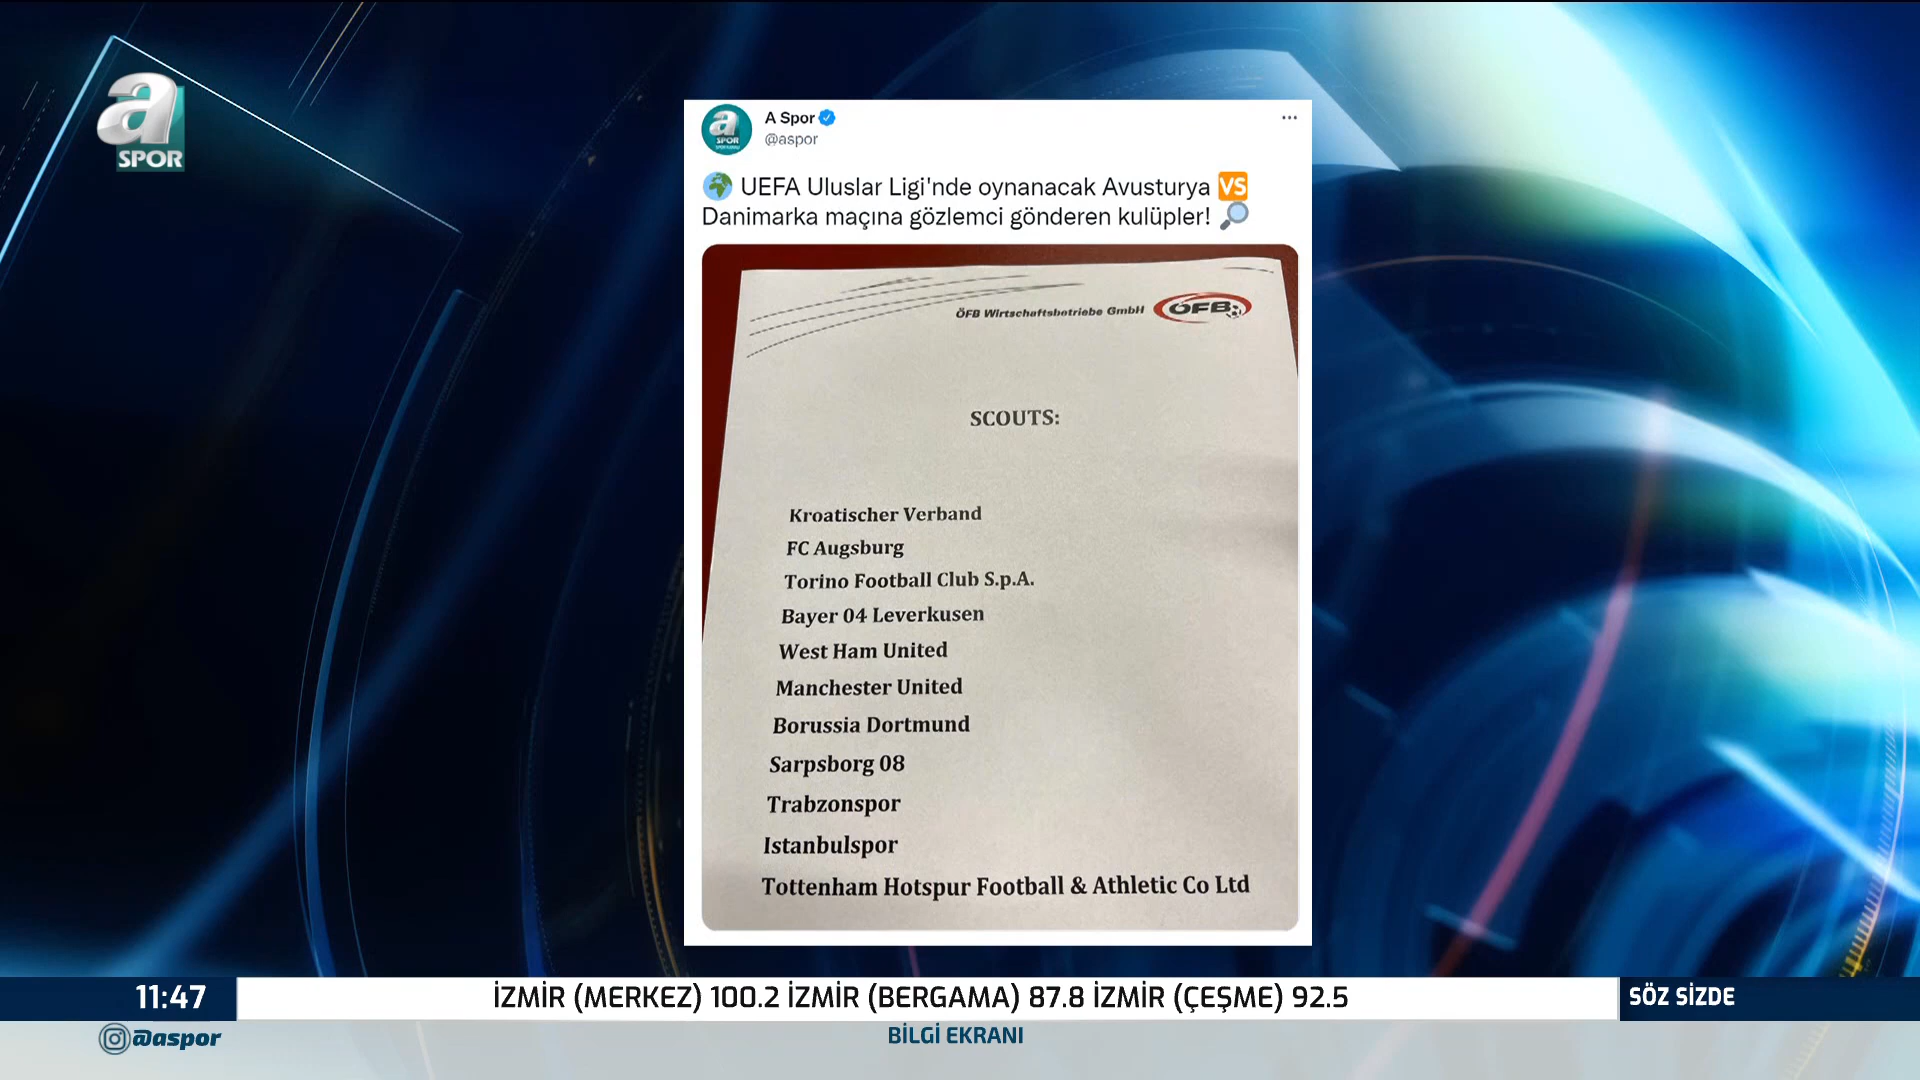 a
SPOR
a
SPOR
A Spor
@aspor
UEFA Uluslar Ligi'nde oynanacak Avusturya VS
Danimarka maçına gözlemci gönderen kulüpler!
ÖFB Wirtschaftsbetriebe GmbH ÖFB
SCOUTS:
Kroatischer Verband
FC Augsburg
Torino Football Club S.p.A.
Bayer 04 Leverkusen
West Ham United
Manchester United
Borussia Dortmund
Sarpsborg 08
Trabzonspor
Istanbulspor
Tottenham Hotspur Football & Athletic Co Ltd
11:47 İZMİR (MERKEZ) 100.2 İZMİR (BERGAMA) 87.8 İZMİR (ÇEŞME) 92.5 SÖZ SİZDE
@aspor BİLGİ EKRANI